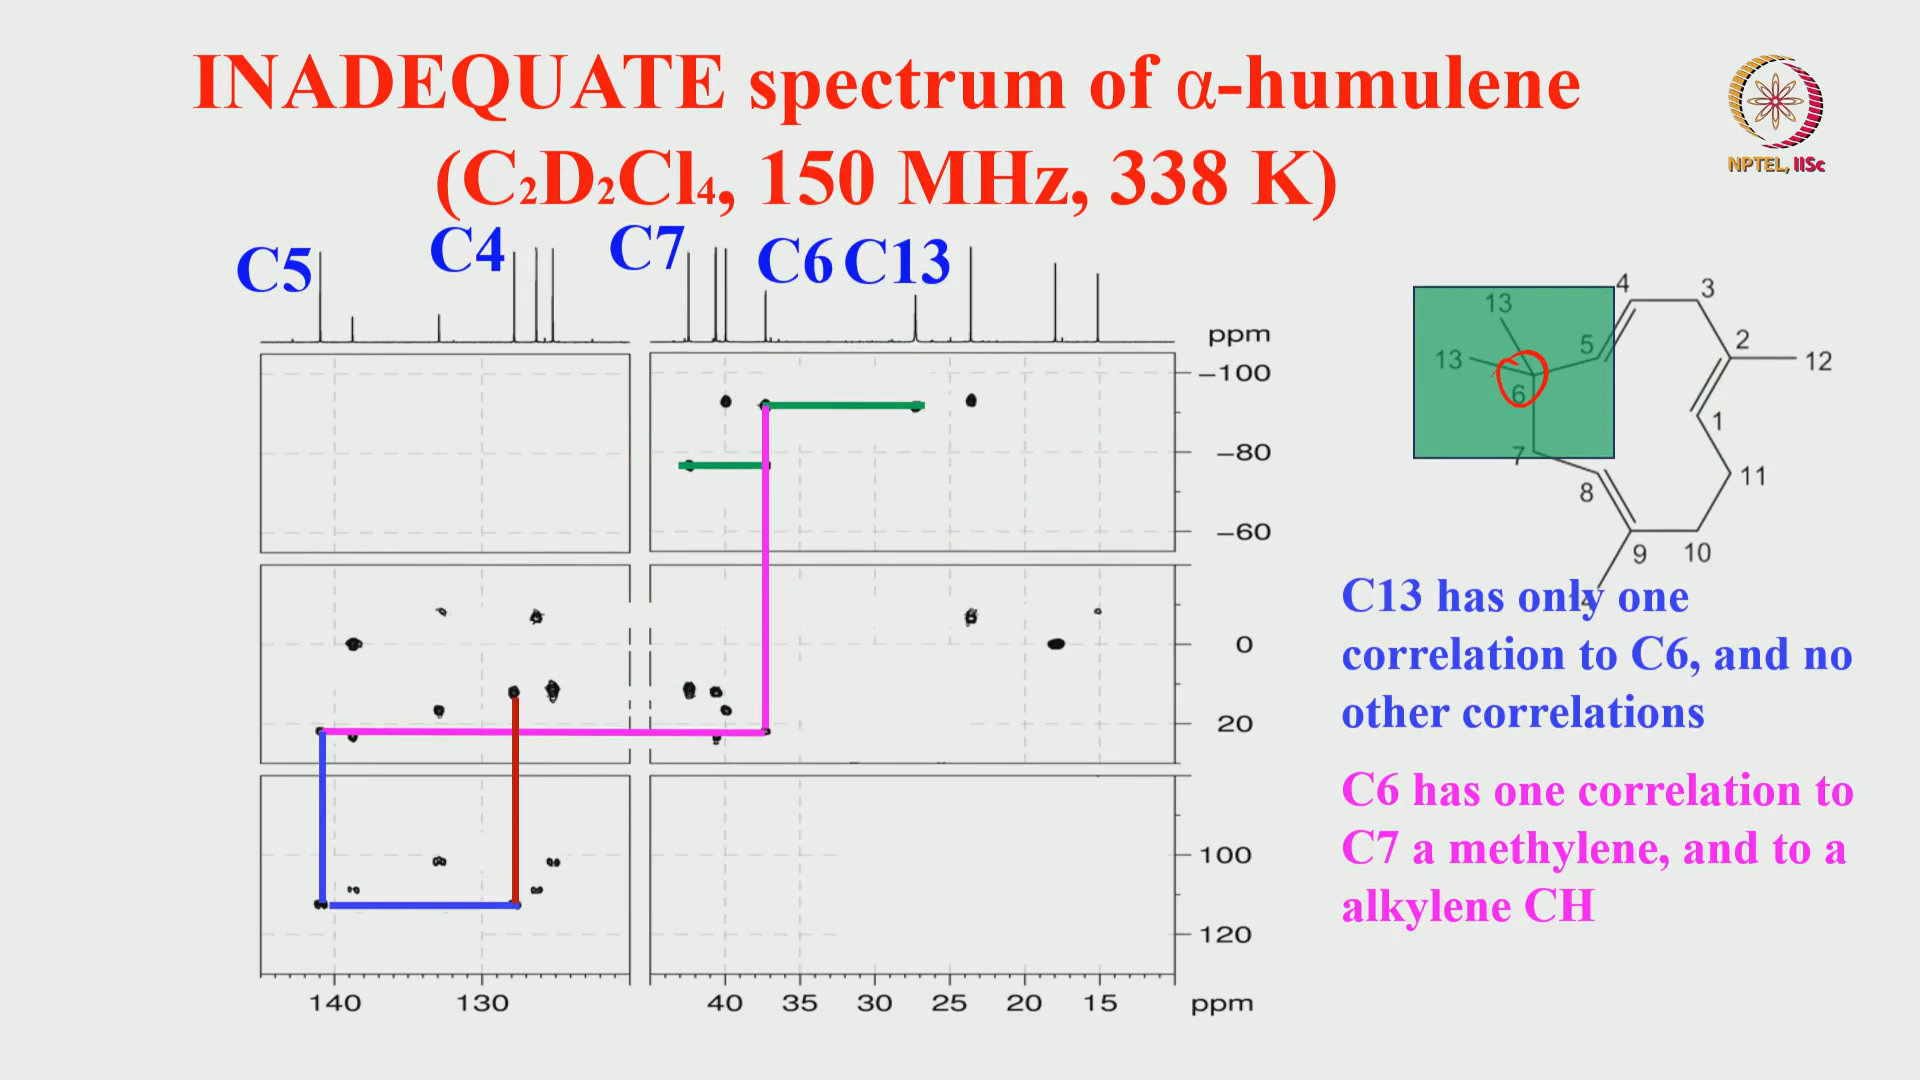 INADEQUATE spectrum of α-humulene
(C₂D₂Cl₄, 150 MHz, 338 K)
NPTEL, IISc
C5
C4
C7
C6
C13
ppm
−100
−80
−60
0
20
100
120
140
130
40
35
30
25
20
15
ppm
13
4
3
13
5
2
12
6
1
7
8
11
9
10
14
C13 has only one
correlation to C6, and no
other correlations
C6 has one correlation to
C7 a methylene, and to a
alkylene CH